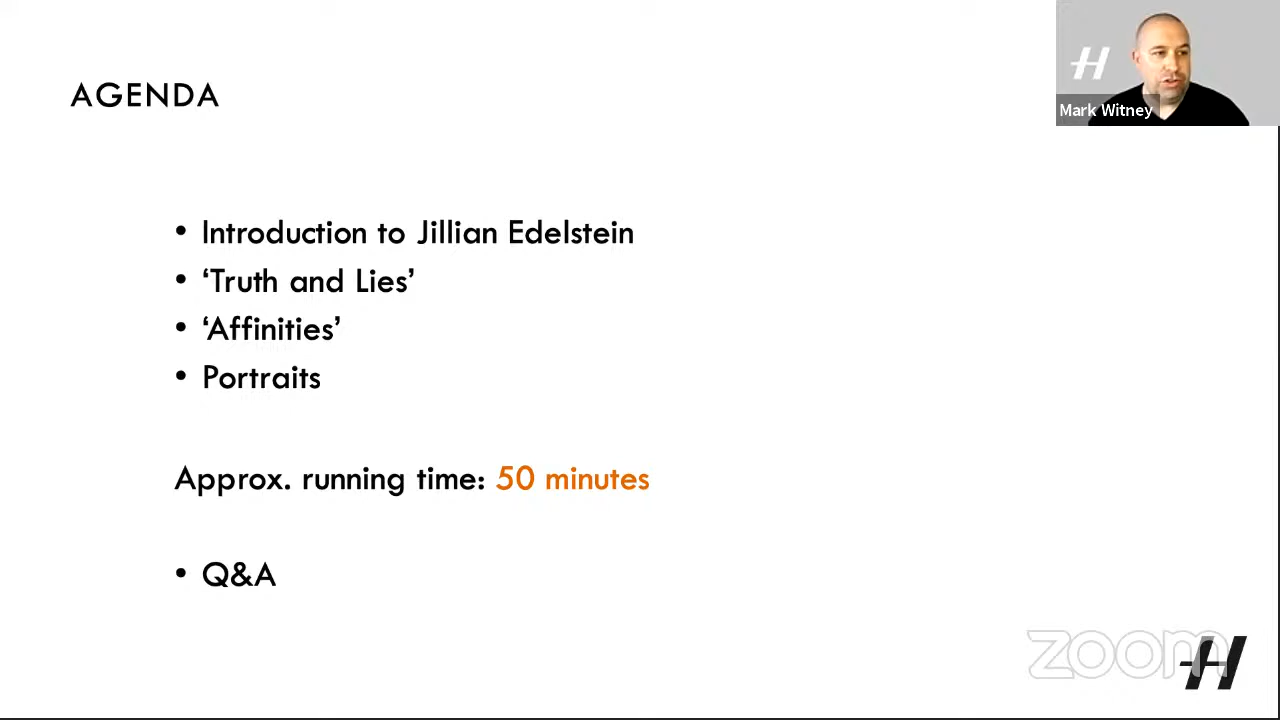 AGENDA
Mark Witney
• Introduction to Jillian Edelstein
• ‘Truth and Lies’
• ‘Affinities’
• Portraits
Approx. running time: 50 minutes
• Q&A
zoom
H